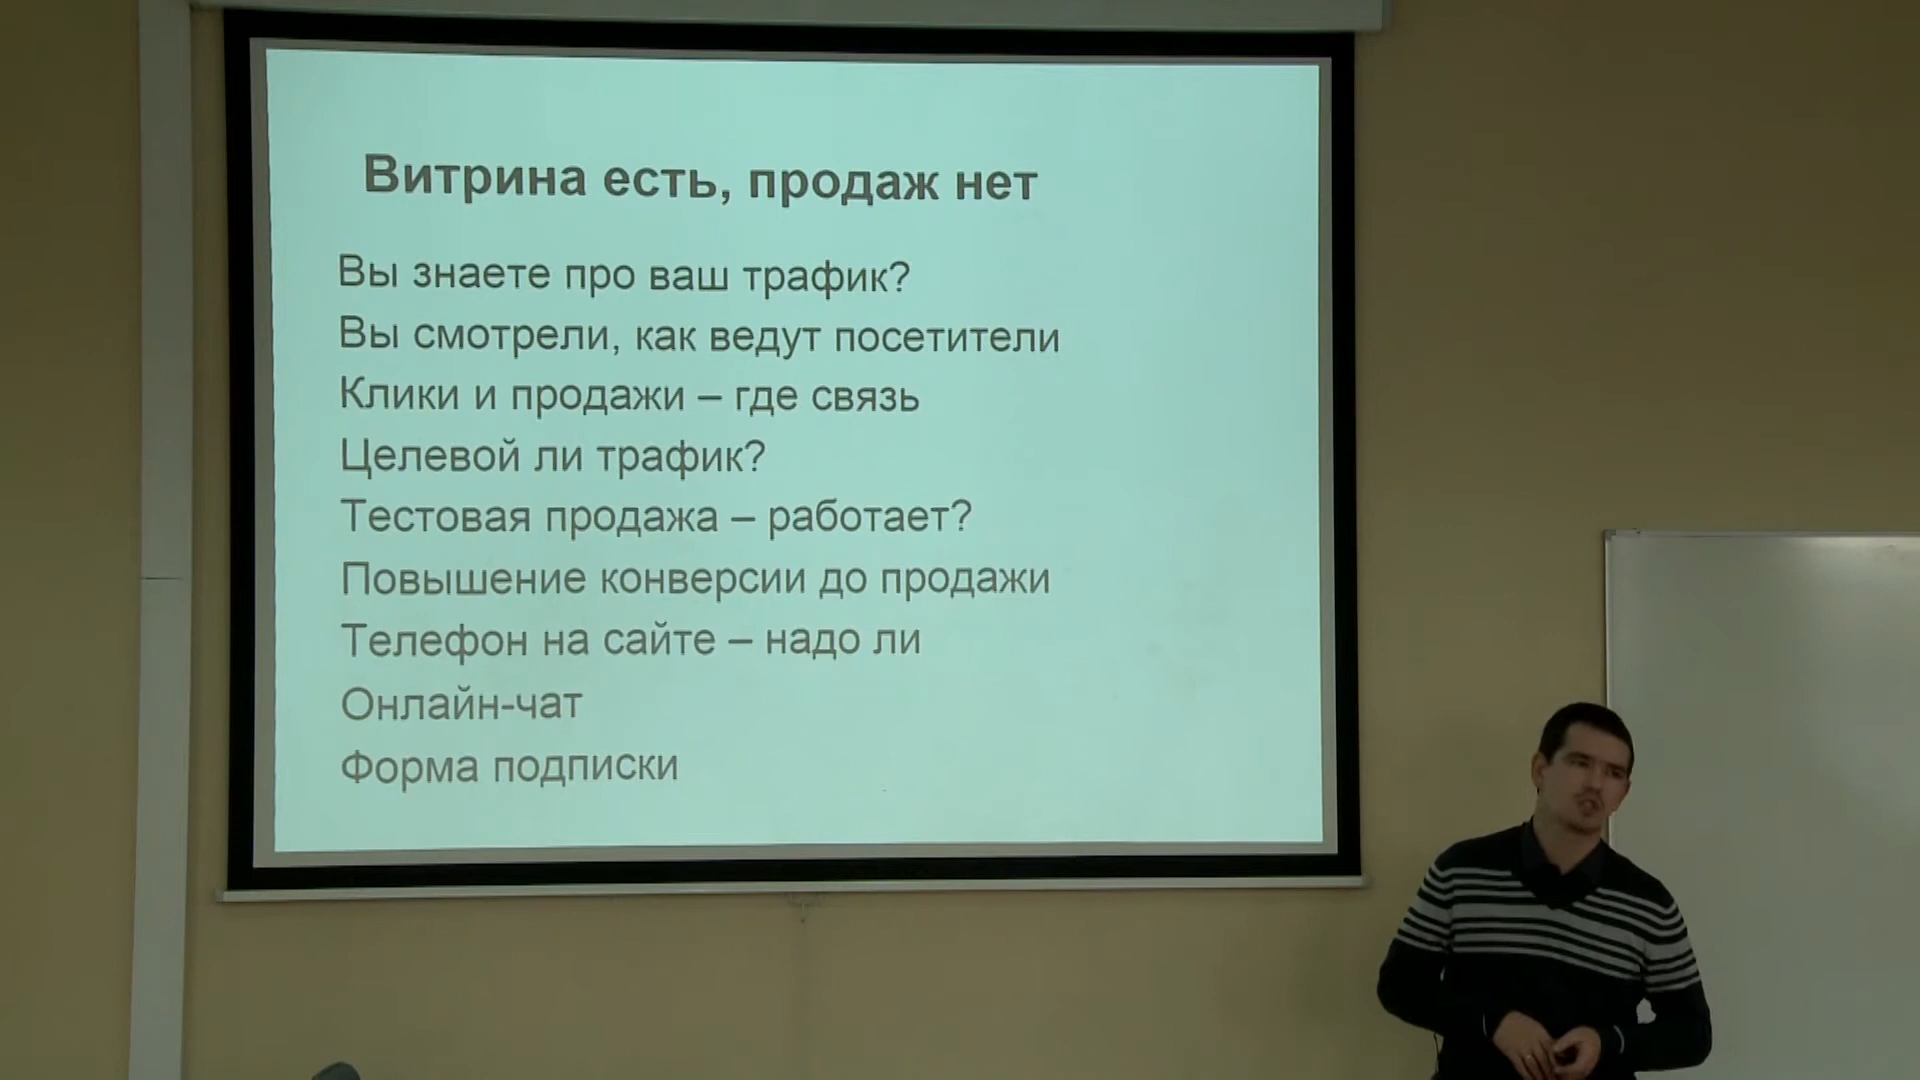 Витрина есть, продаж нет
Вы знаете про ваш трафик?
Вы смотрели, как ведут посетители
Клики и продажи – где связь
Целевой ли трафик?
Тестовая продажа – работает?
Повышение конверсии до продажи
Телефон на сайте – надо ли
Онлайн-чат
Форма подписки